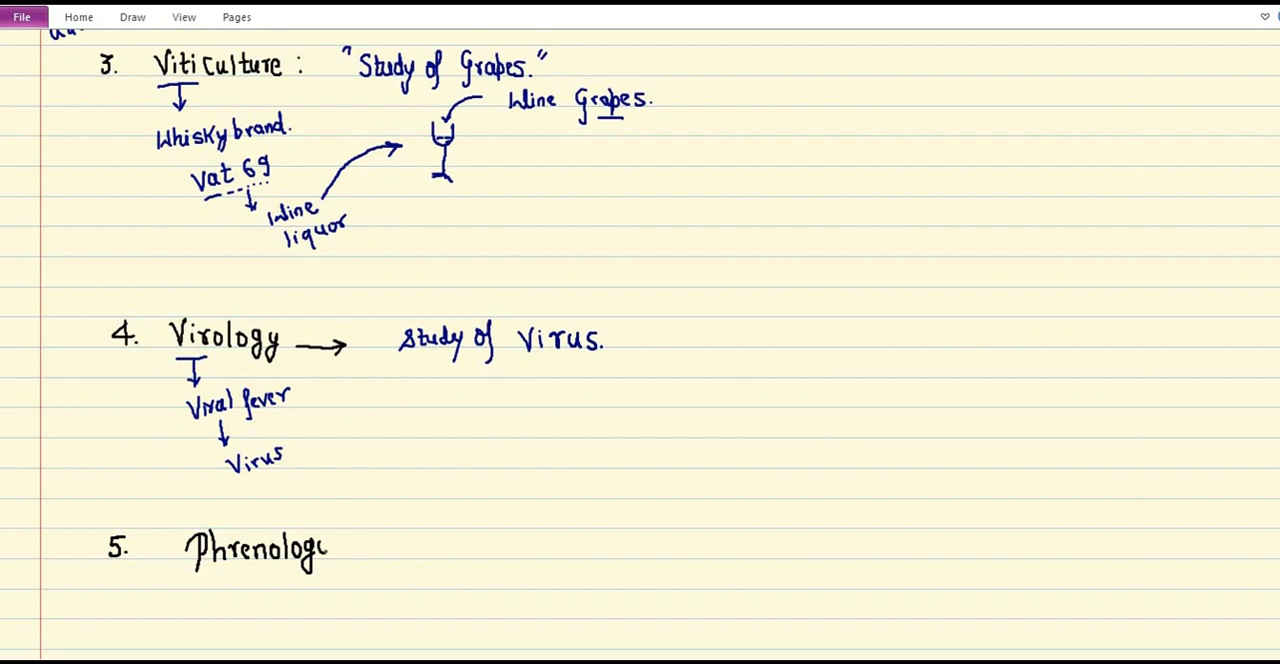 File Home Draw View Pages
3. Viticulture : "Study of Grapes."
Wine Grapes.
Whisky brand.
Vat 69
Wine
liquor
4. Virology → Study of Virus.
Viral fever
Virus
5. Phrenolog